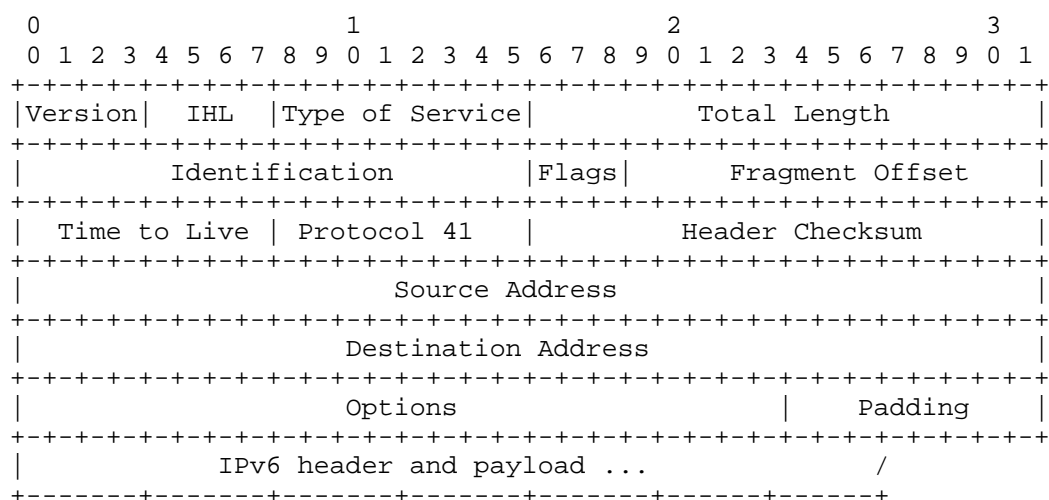 0                   1                   2                   3
 0 1 2 3 4 5 6 7 8 9 0 1 2 3 4 5 6 7 8 9 0 1 2 3 4 5 6 7 8 9 0 1
+-+-+-+-+-+-+-+-+-+-+-+-+-+-+-+-+-+-+-+-+-+-+-+-+-+-+-+-+-+-+-+-+
|Version|  IHL  |Type of Service|          Total Length         |
+-+-+-+-+-+-+-+-+-+-+-+-+-+-+-+-+-+-+-+-+-+-+-+-+-+-+-+-+-+-+-+-+
|         Identification        |Flags|      Fragment Offset    |
+-+-+-+-+-+-+-+-+-+-+-+-+-+-+-+-+-+-+-+-+-+-+-+-+-+-+-+-+-+-+-+-+
|  Time to Live | Protocol 41   |         Header Checksum       |
+-+-+-+-+-+-+-+-+-+-+-+-+-+-+-+-+-+-+-+-+-+-+-+-+-+-+-+-+-+-+-+-+
|                       Source Address                          |
+-+-+-+-+-+-+-+-+-+-+-+-+-+-+-+-+-+-+-+-+-+-+-+-+-+-+-+-+-+-+-+-+
|                    Destination Address                        |
+-+-+-+-+-+-+-+-+-+-+-+-+-+-+-+-+-+-+-+-+-+-+-+-+-+-+-+-+-+-+-+-+
|                    Options                    |    Padding    |
+-+-+-+-+-+-+-+-+-+-+-+-+-+-+-+-+-+-+-+-+-+-+-+-+-+-+-+-+-+-+-+-+
|            IPv6 header and payload ...              /
+-------+-------+-------+-------+-------+------+------+